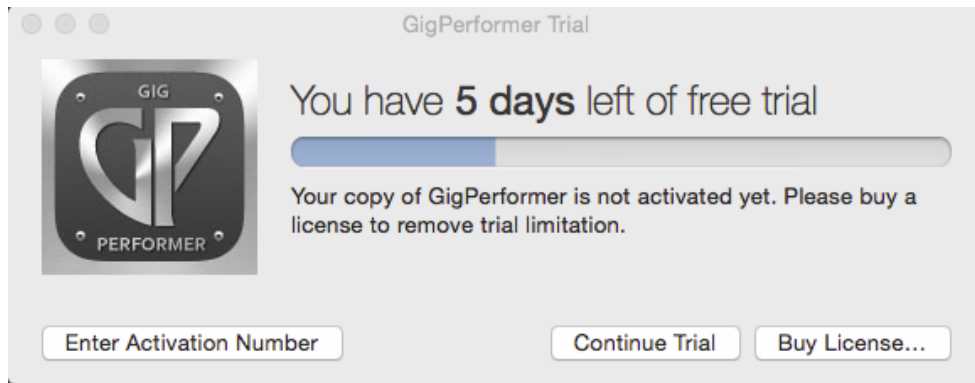 GigPerformer Trial
GIG
GP
PERFORMER
You have 5 days left of free trial
Your copy of GigPerformer is not activated yet. Please buy a
license to remove trial limitation.
Enter Activation Number
Continue Trial
Buy License...